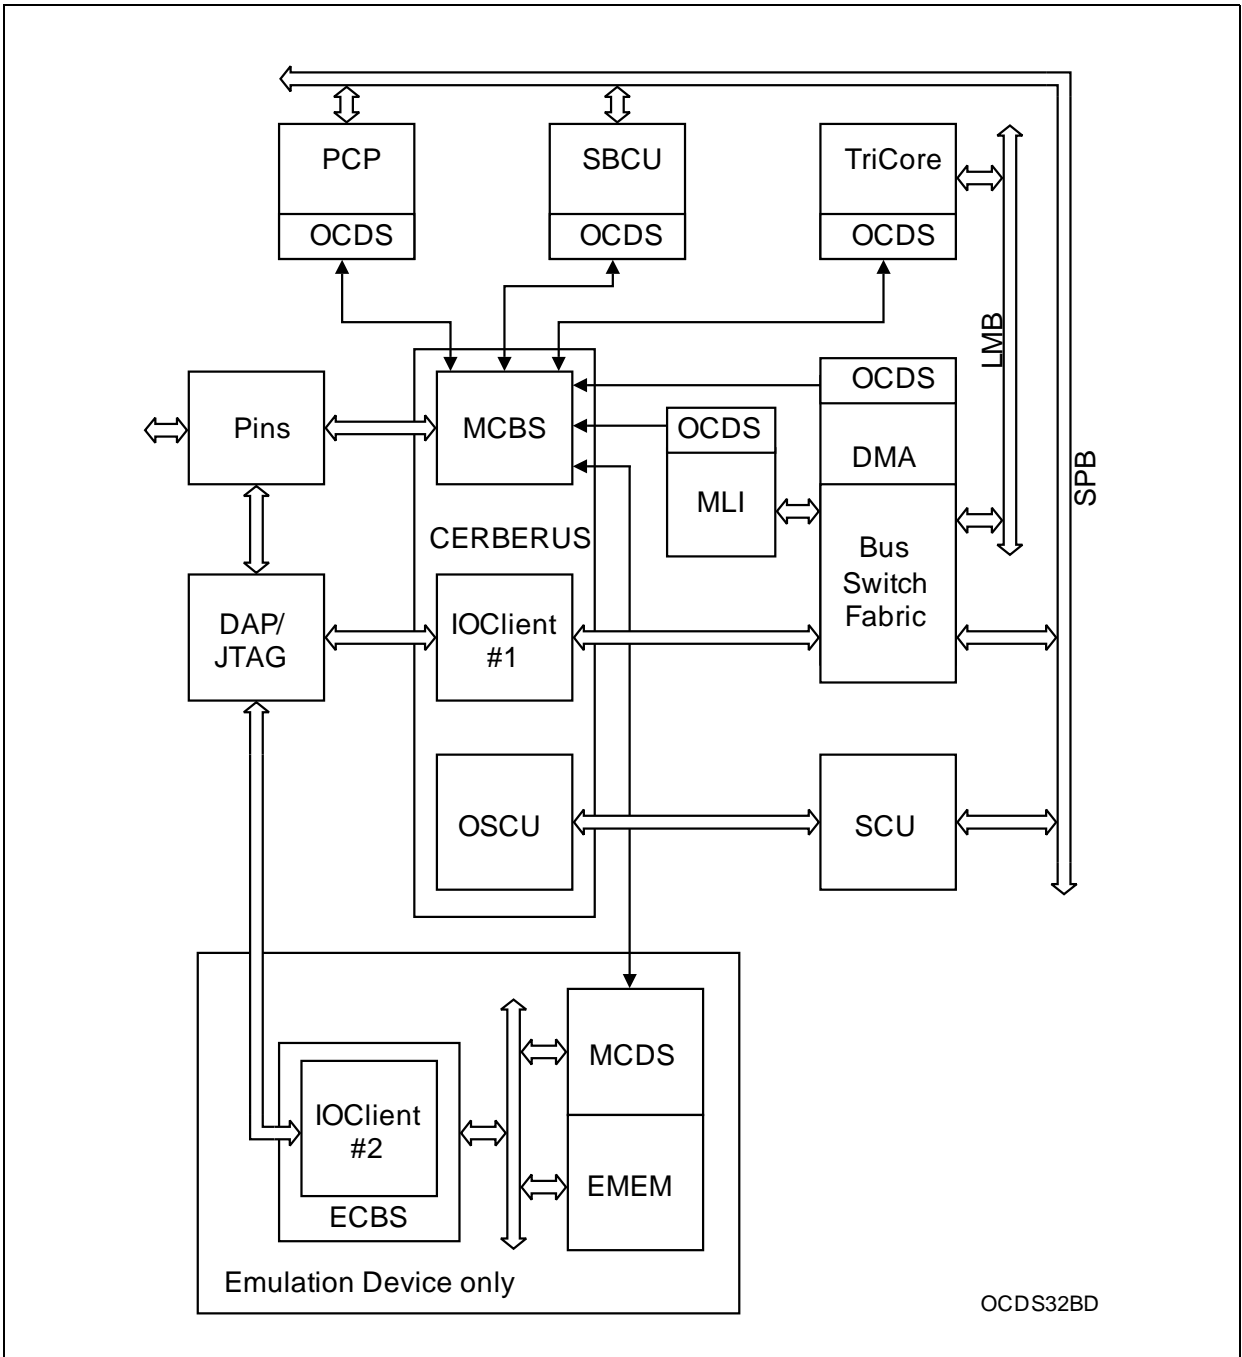 PCP
SBCU
TriCore
OCDS
OCDS
OCDS
LMB
SPB
OCDS
Pins
MCBS
OCDS
DMA
MLI
CERBERUS
Bus
Switch
Fabric
DAP/
JTAG
IOClient
#1
OSCU
SCU
MCDS
IOClient
#2
EMEM
ECBS
Emulation Device only
OCDS32BD